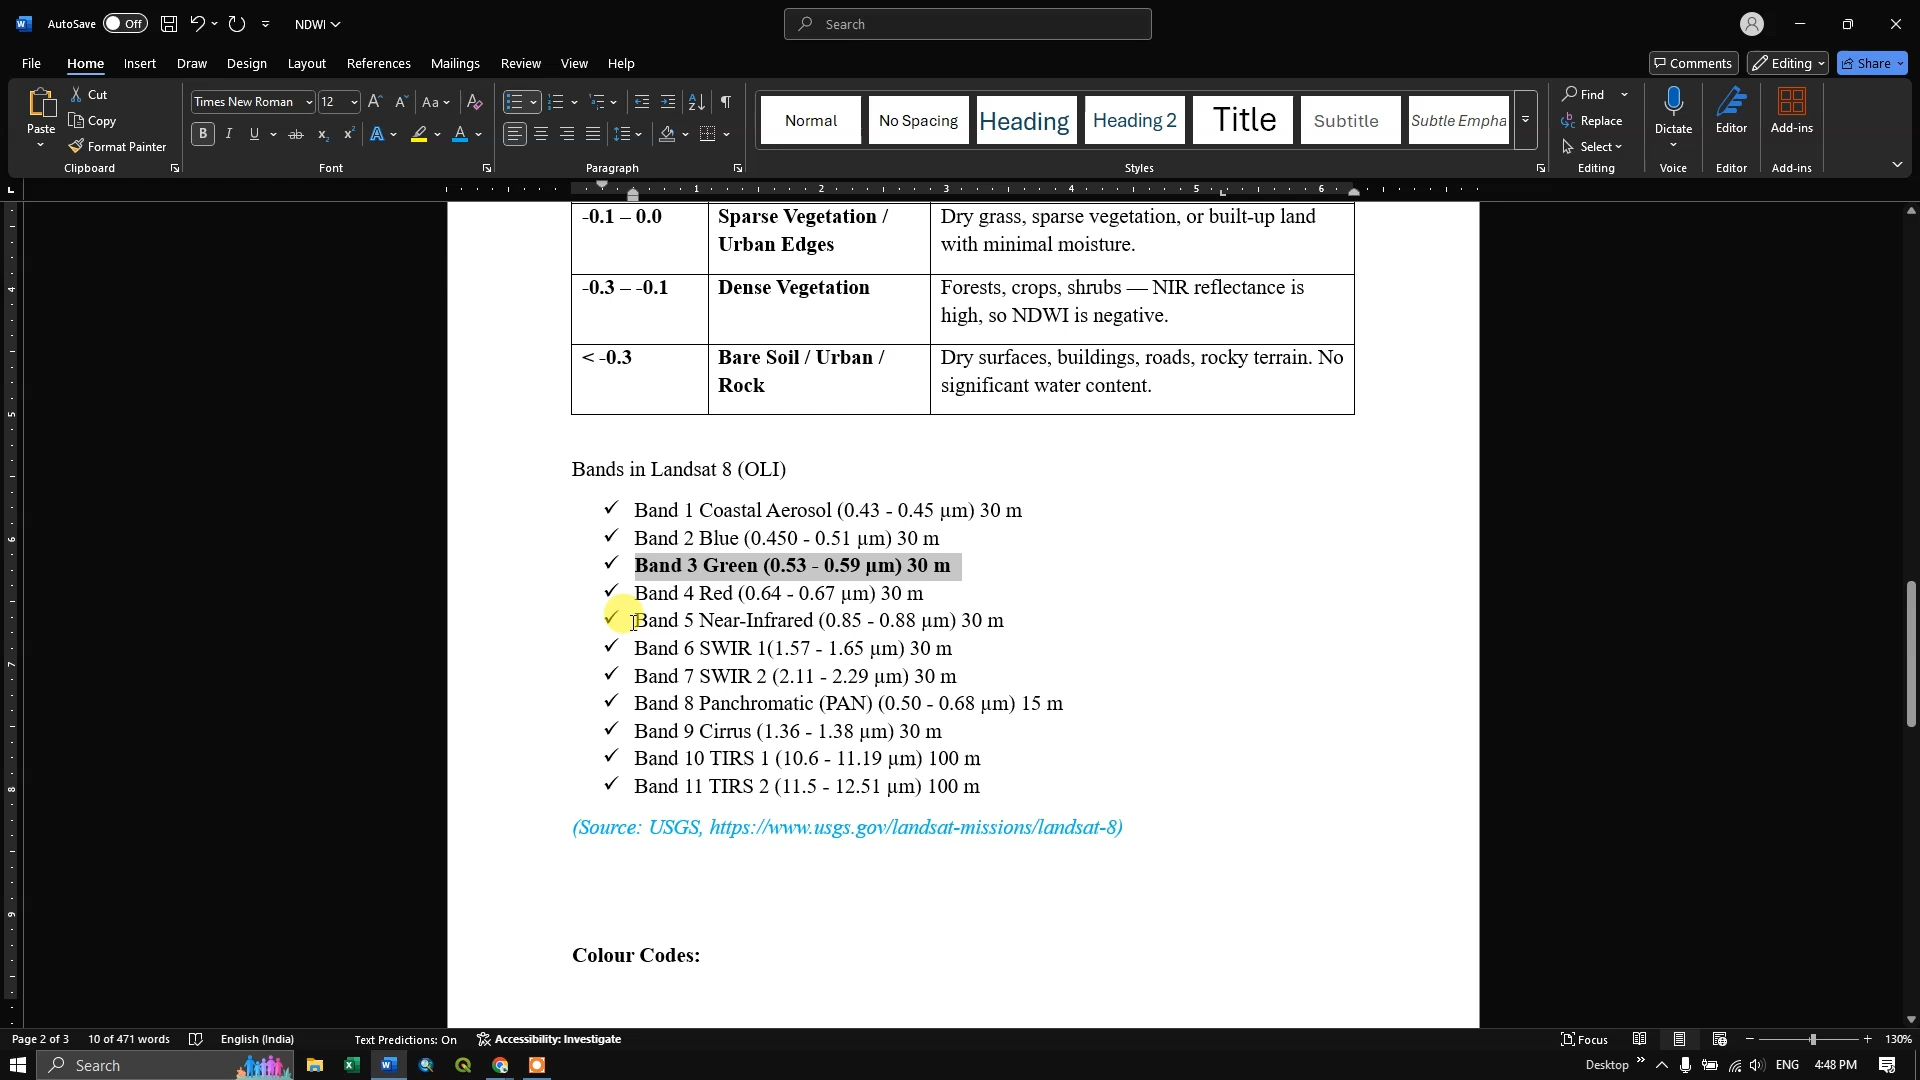 AutoSave Off NDWI Search
File Home Insert Draw Design Layout References Mailings Review View Help Comments Editing Share
Paste Cut Copy Format Painter Clipboard
Times New Roman 12 Aa Font
Paragraph
Normal No Spacing Heading Heading 2 Title Subtitle Subtle Empha Styles
Find Replace Select Editing
Dictate Voice
Editor Editor
Add-ins Add-ins
-0.1 – 0.0 Sparse Vegetation / Dry grass, sparse vegetation, or built-up land
Urban Edges with minimal moisture.
-0.3 – -0.1 Dense Vegetation Forests, crops, shrubs — NIR reflectance is
high, so NDWI is negative.
< -0.3 Bare Soil / Urban / Dry surfaces, buildings, roads, rocky terrain. No
Rock significant water content.
Bands in Landsat 8 (OLI)
✓ Band 1 Coastal Aerosol (0.43 - 0.45 µm) 30 m
✓ Band 2 Blue (0.450 - 0.51 µm) 30 m
✓ Band 3 Green (0.53 - 0.59 µm) 30 m
✓ Band 4 Red (0.64 - 0.67 µm) 30 m
✓ Band 5 Near-Infrared (0.85 - 0.88 µm) 30 m
✓ Band 6 SWIR 1(1.57 - 1.65 µm) 30 m
✓ Band 7 SWIR 2 (2.11 - 2.29 µm) 30 m
✓ Band 8 Panchromatic (PAN) (0.50 - 0.68 µm) 15 m
✓ Band 9 Cirrus (1.36 - 1.38 µm) 30 m
✓ Band 10 TIRS 1 (10.6 - 11.19 µm) 100 m
✓ Band 11 TIRS 2 (11.5 - 12.51 µm) 100 m
(Source: USGS, https://www.usgs.gov/landsat-missions/landsat-8)
Colour Codes:
Page 2 of 3 10 of 471 words English (India) Text Predictions: On Accessibility: Investigate Focus 130%
Search Desktop ENG 4:48 PM